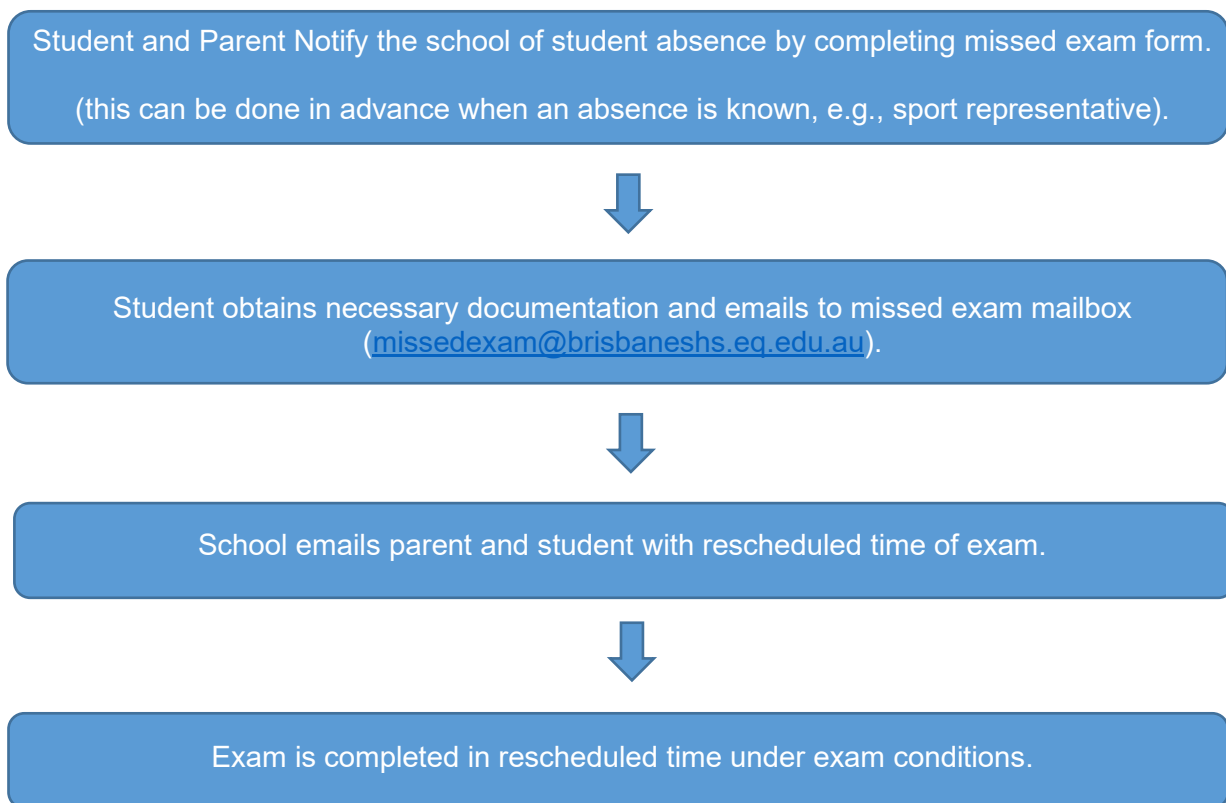 Student and Parent Notify the school of student absence by completing missed exam form.
(this can be done in advance when an absence is known, e.g., sport representative).
Student obtains necessary documentation and emails to missed exam mailbox
(missedexam@brisbaneshs.eq.edu.au).
School emails parent and student with rescheduled time of exam.
Exam is completed in rescheduled time under exam conditions.